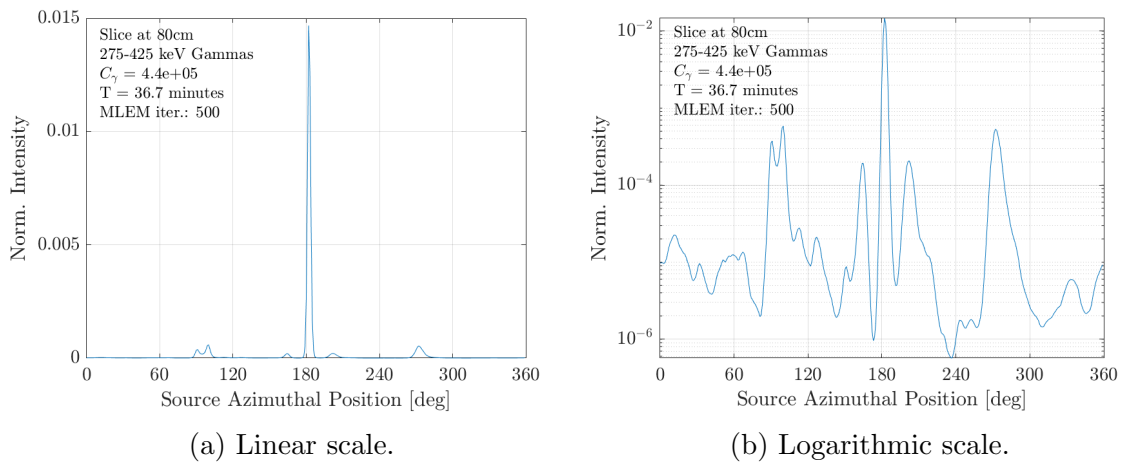 0.015
0.01
0.005
0
Norm. Intensity
Slice at 80cm
275-425 keV Gammas
Cγ = 4.4e+05
T = 36.7 minutes
MLEM iter.: 500
0 60 120 180 240 300 360
Source Azimuthal Position [deg]
(a) Linear scale.
10⁻²
10⁻⁴
10⁻⁶
Norm. Intensity
Slice at 80cm
275-425 keV Gammas
Cγ = 4.4e+05
T = 36.7 minutes
MLEM iter.: 500
0 60 120 180 240 300 360
Source Azimuthal Position [deg]
(b) Logarithmic scale.